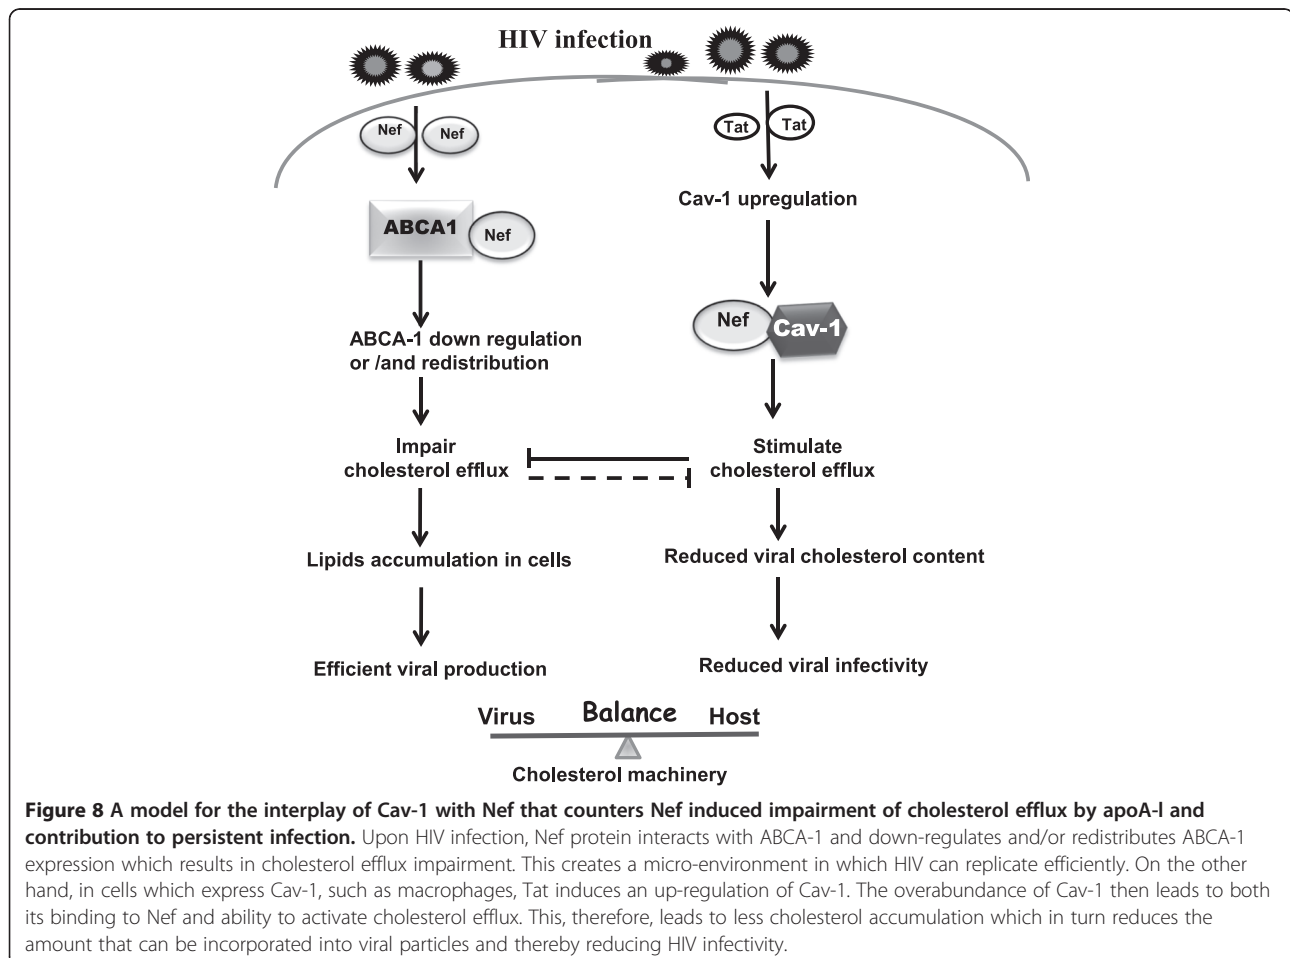 HIV infection
Nef
Nef
Tat
Tat
Cav-1 upregulation
ABCA1
Nef
Nef
Cav-1
ABCA-1 down regulation
or /and redistribution
Impair
cholesterol efflux
Stimulate
cholesterol efflux
Lipids accumulation in cells
Reduced viral cholesterol content
Efficient viral production
Reduced viral infectivity
Virus
Balance
Host
Cholesterol machinery
Figure 8 A model for the interplay of Cav-1 with Nef that counters Nef induced impairment of cholesterol efflux by apoA-l and
contribution to persistent infection. Upon HIV infection, Nef protein interacts with ABCA-1 and down-regulates and/or redistributes ABCA-1
expression which results in cholesterol efflux impairment. This creates a micro-environment in which HIV can replicate efficiently. On the other
hand, in cells which express Cav-1, such as macrophages, Tat induces an up-regulation of Cav-1. The overabundance of Cav-1 then leads to both
its binding to Nef and ability to activate cholesterol efflux. This, therefore, leads to less cholesterol accumulation which in turn reduces the
amount that can be incorporated into viral particles and thereby reducing HIV infectivity.